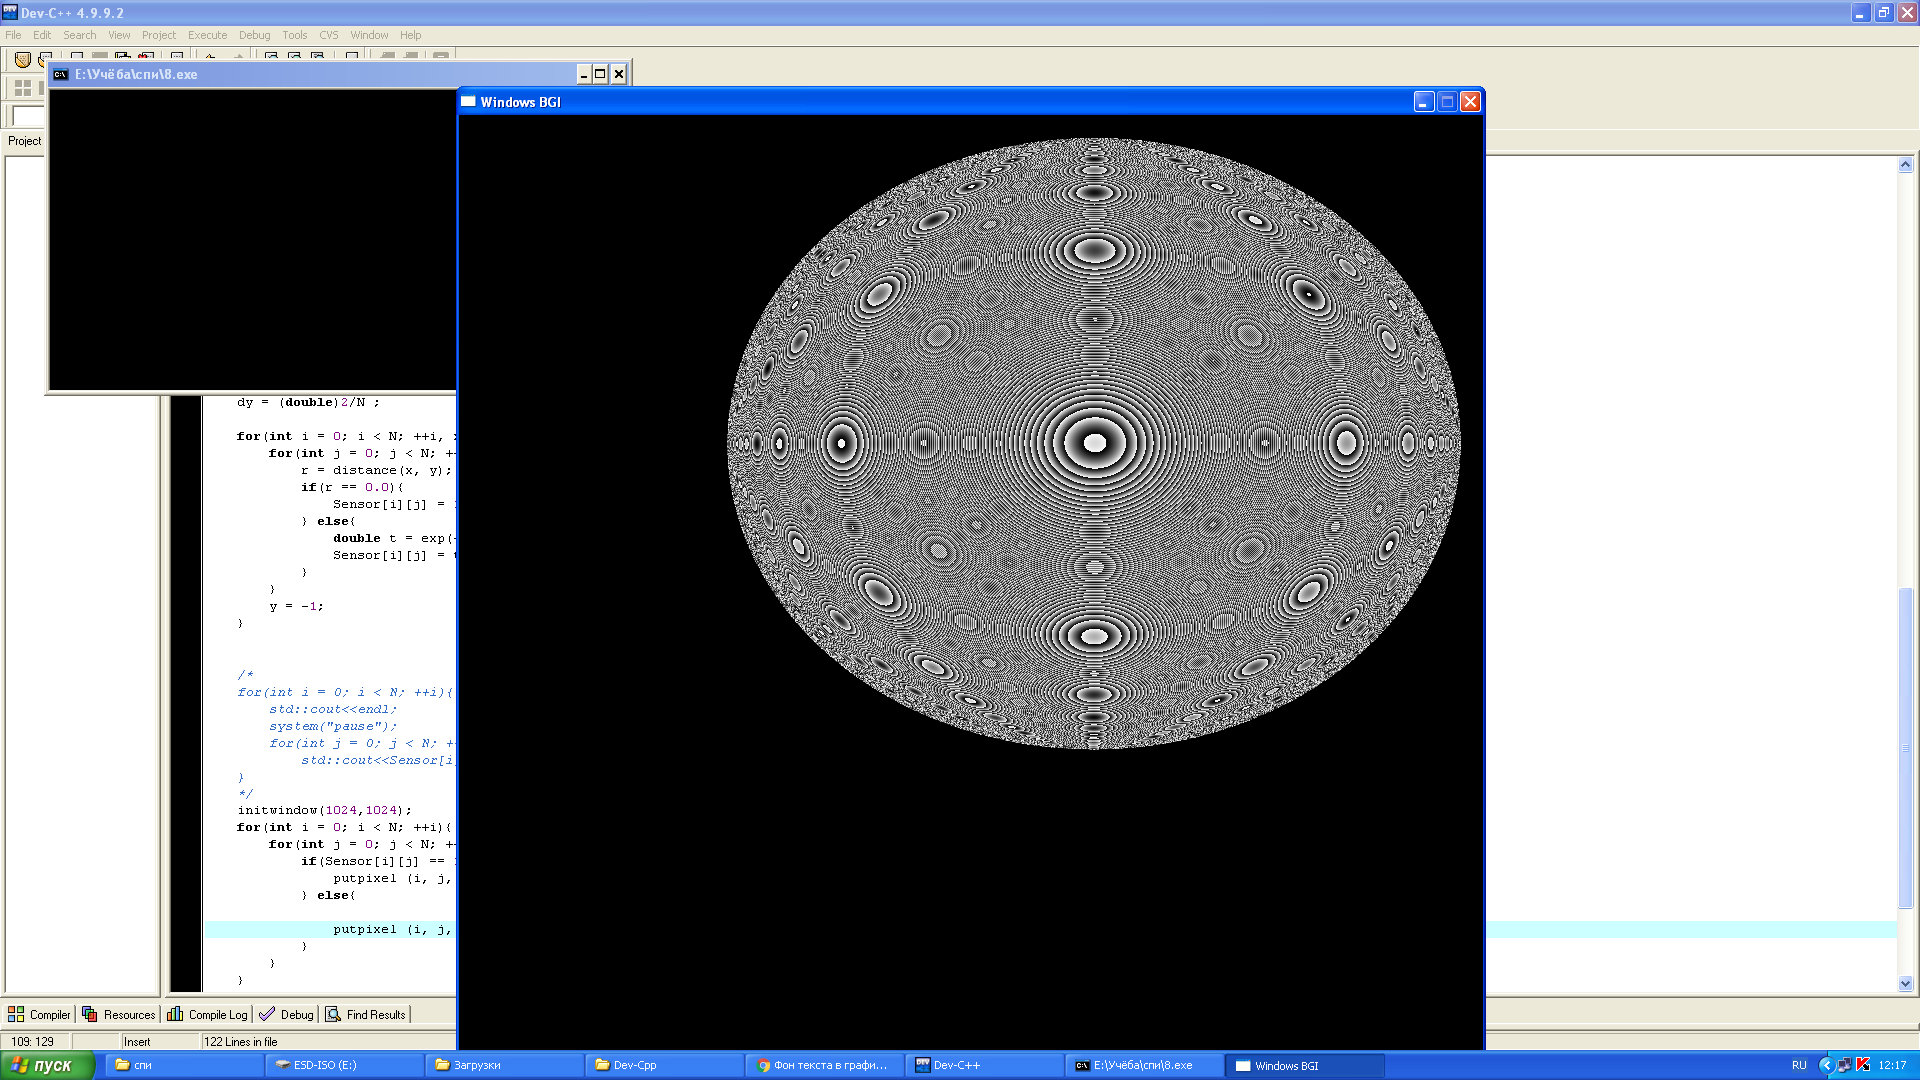 Dev-C++ 4.9.9.2
File Edit Search View Project Execute Debug Tools CVS Window Help
E:\Учёба\спи\8.exe
Windows BGI
Project
dy = (double)2/N ;
for(int i = 0; i < N; ++i,
for(int j = 0; j < N;
r = distance(x, y);
if(r == 0.0){
Sensor[i][j] =
} else{
double t = exp(
Sensor[i][j] =
}
}
y = -1;
}
/*
for(int i = 0; i < N; ++i){
std::cout<<endl;
system("pause");
for(int j = 0; j < N;
std::cout<<Sensor[i]
}
*/
initwindow(1024,1024);
for(int i = 0; i < N; ++i){
for(int j = 0; j < N;
if(Sensor[i][j] ==
putpixel (i, j,
} else{
putpixel (i, j,
}
}
}
Compiler Resources Compile Log Debug Find Results
109: 129 Insert 122 Lines in file
пуск спи ESD-ISO (E:) Загрузки Dev-Cpp Фон текста в графи... Dev-C++ E:\Учёба\спи\8.exe Windows BGI RU 12:17